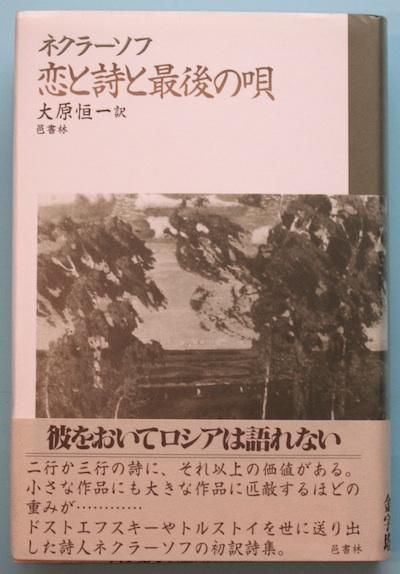 ネクラーソフ
恋と詩と最後の唄
大原恒一訳
邑書林
彼をおいてロシアは語れない
二行か三行の詩に、それ以上の価値がある。
小さな作品にも大きな作品に匹敵するほどの
重みが…………
ドストエフスキーやトルストイを世に送り出
した詩人ネクラーソフの初訳詩集。
邑書林